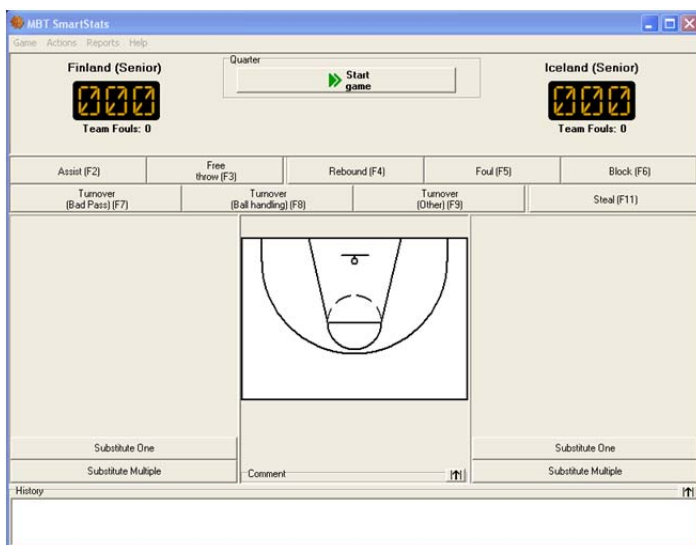 MBT SmartStats
Game Actions Reports Help
Finland (Senior)
000
Team Fouls: 0
Quarter
Start
game
Iceland (Senior)
000
Team Fouls: 0
Assist (F2)
Free
throw (F3)
Rebound (F4)
Foul (F5)
Block (F6)
Turnover
(Bad Pass) (F7)
Turnover
(Ball handling) (F8)
Turnover
(Other) (F9)
Steal (F11)
Substitute One
Substitute Multiple
Comment
Substitute One
Substitute Multiple
History